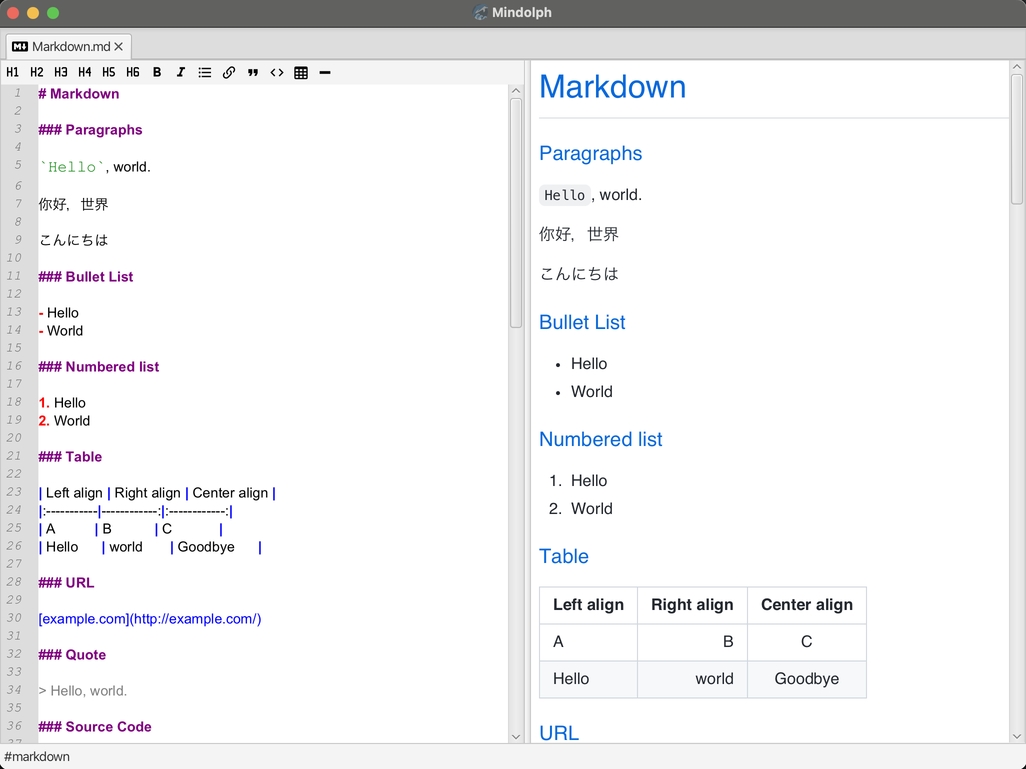 Mindolph
Markdown.md
H1 H2 H3 H4 H5 H6 B I
1 # Markdown
2
3 ### Paragraphs
4
5 `Hello`, world.
6
7 你好，世界
8
9 こんにちは
10
11 ### Bullet List
12
13 - Hello
14 - World
15
16 ### Numbered list
17
18 1. Hello
19 2. World
20
21 ### Table
22
23 | Left align | Right align | Center align |
24 |:-----------|------------:|:------------:|
25 | A | B | C |
26 | Hello | world | Goodbye |
27
28 ### URL
29
30 [example.com](http://example.com/)
31
32 ### Quote
33
34 > Hello, world.
35
36 ### Source Code
37
Markdown
Paragraphs
Hello, world.
你好，世界
こんにちは
Bullet List
• Hello
• World
Numbered list
1. Hello
2. World
Table
Left align Right align Center align
A B C
Hello world Goodbye
URL
#markdown